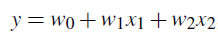 y = w0 + w1x1 + w2x2